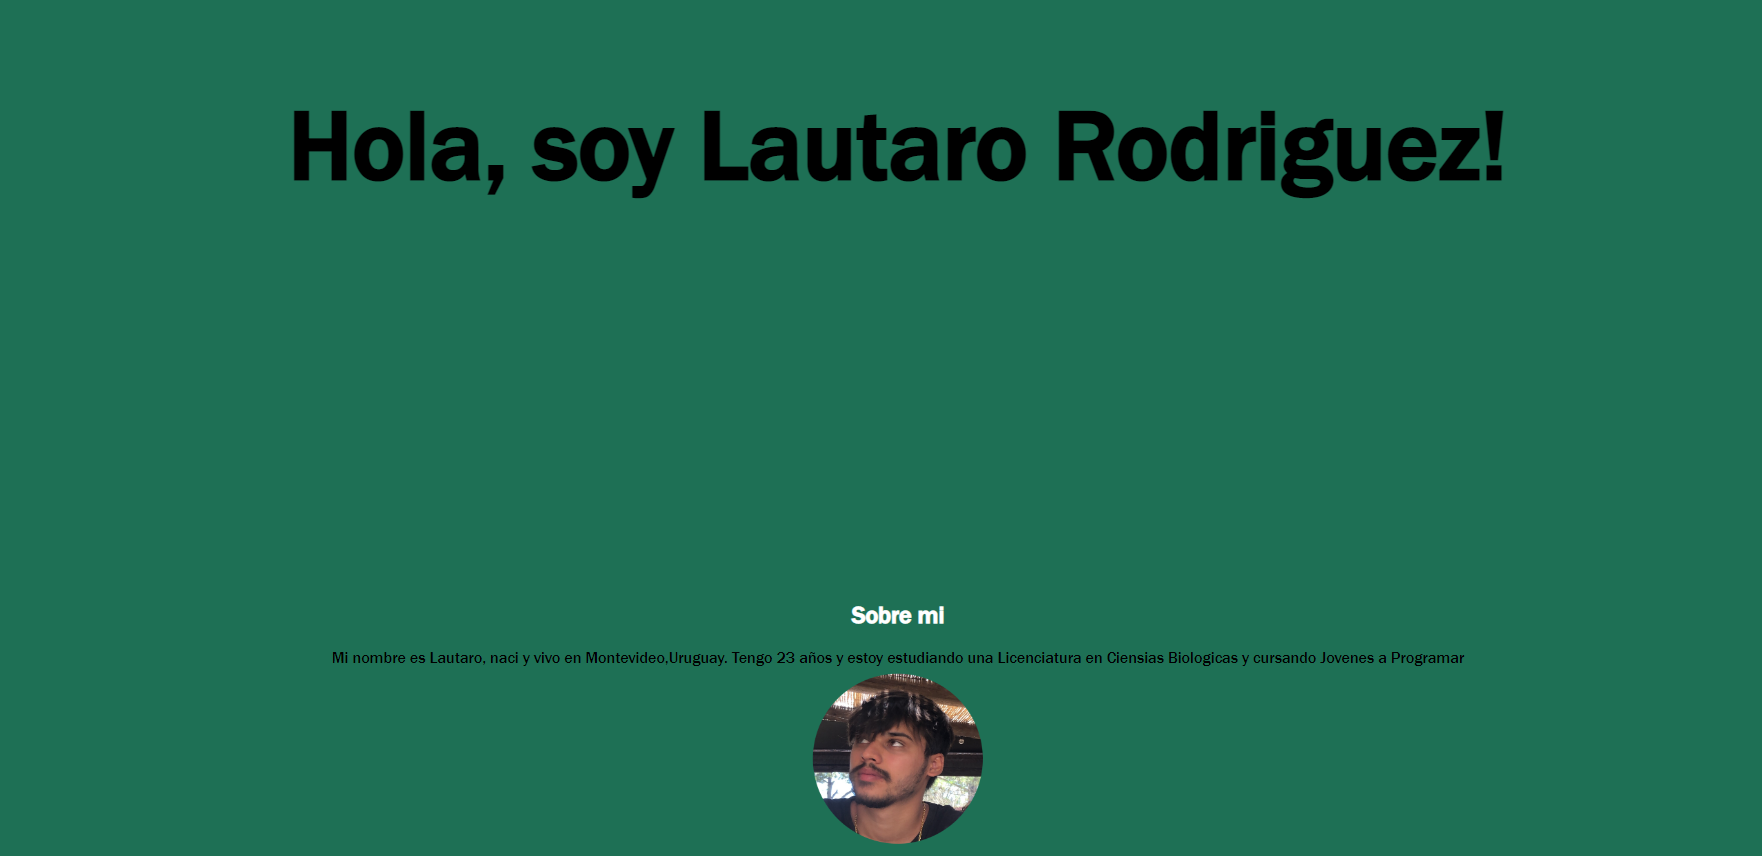 Hola, soy Lautaro Rodriguez!
Sobre mi
Mi nombre es Lautaro, naci y vivo en Montevideo,Uruguay. Tengo 23 años y estoy estudiando una Licenciatura en Ciensias Biologicas y cursando Jovenes a Programar